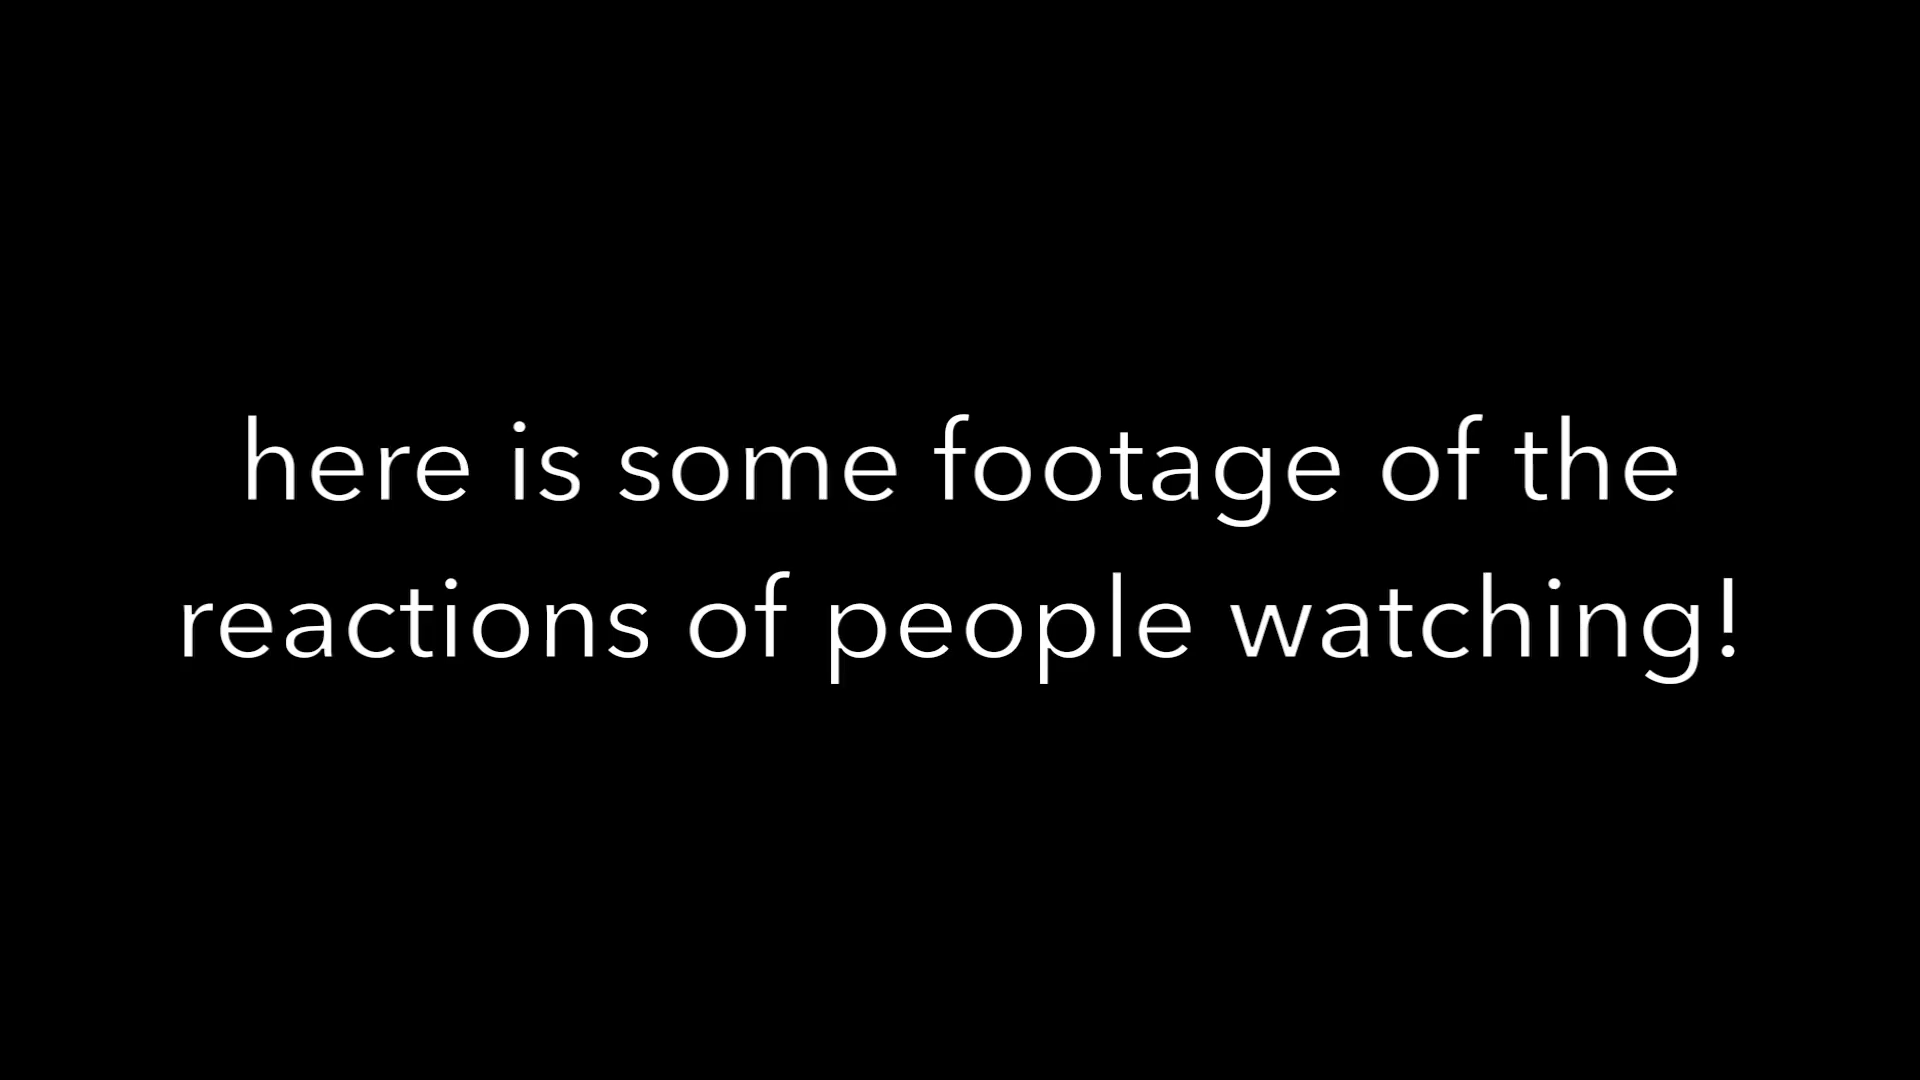 here is some footage of the
reactions of people watching!